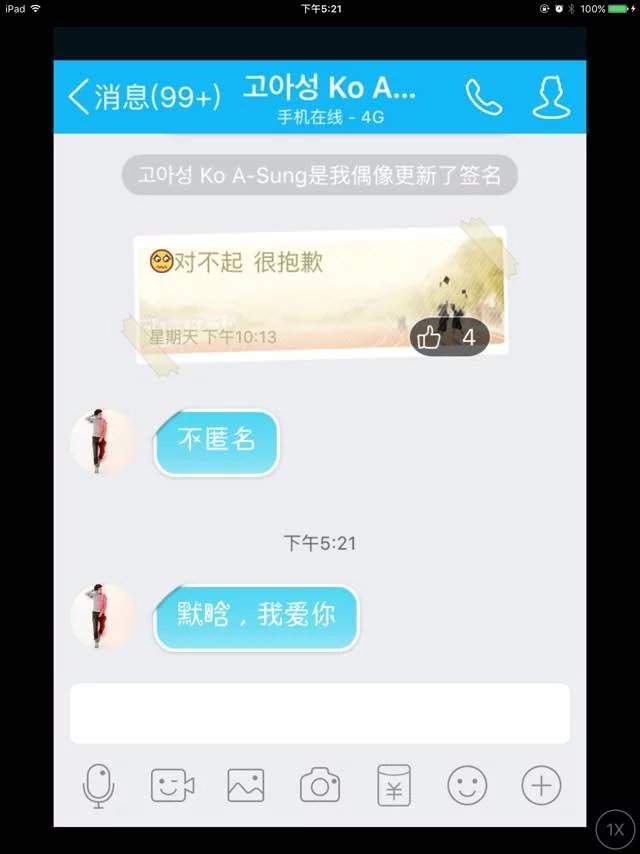 iPad
下午5:21
100%
消息(99+)
고아성 Ko A...
手机在线 - 4G
고아성 Ko A-Sung是我偶像更新了签名
对不起 很抱歉
星期天 下午10:13
4
不匿名
下午5:21
默晗，我爱你
¥
1X